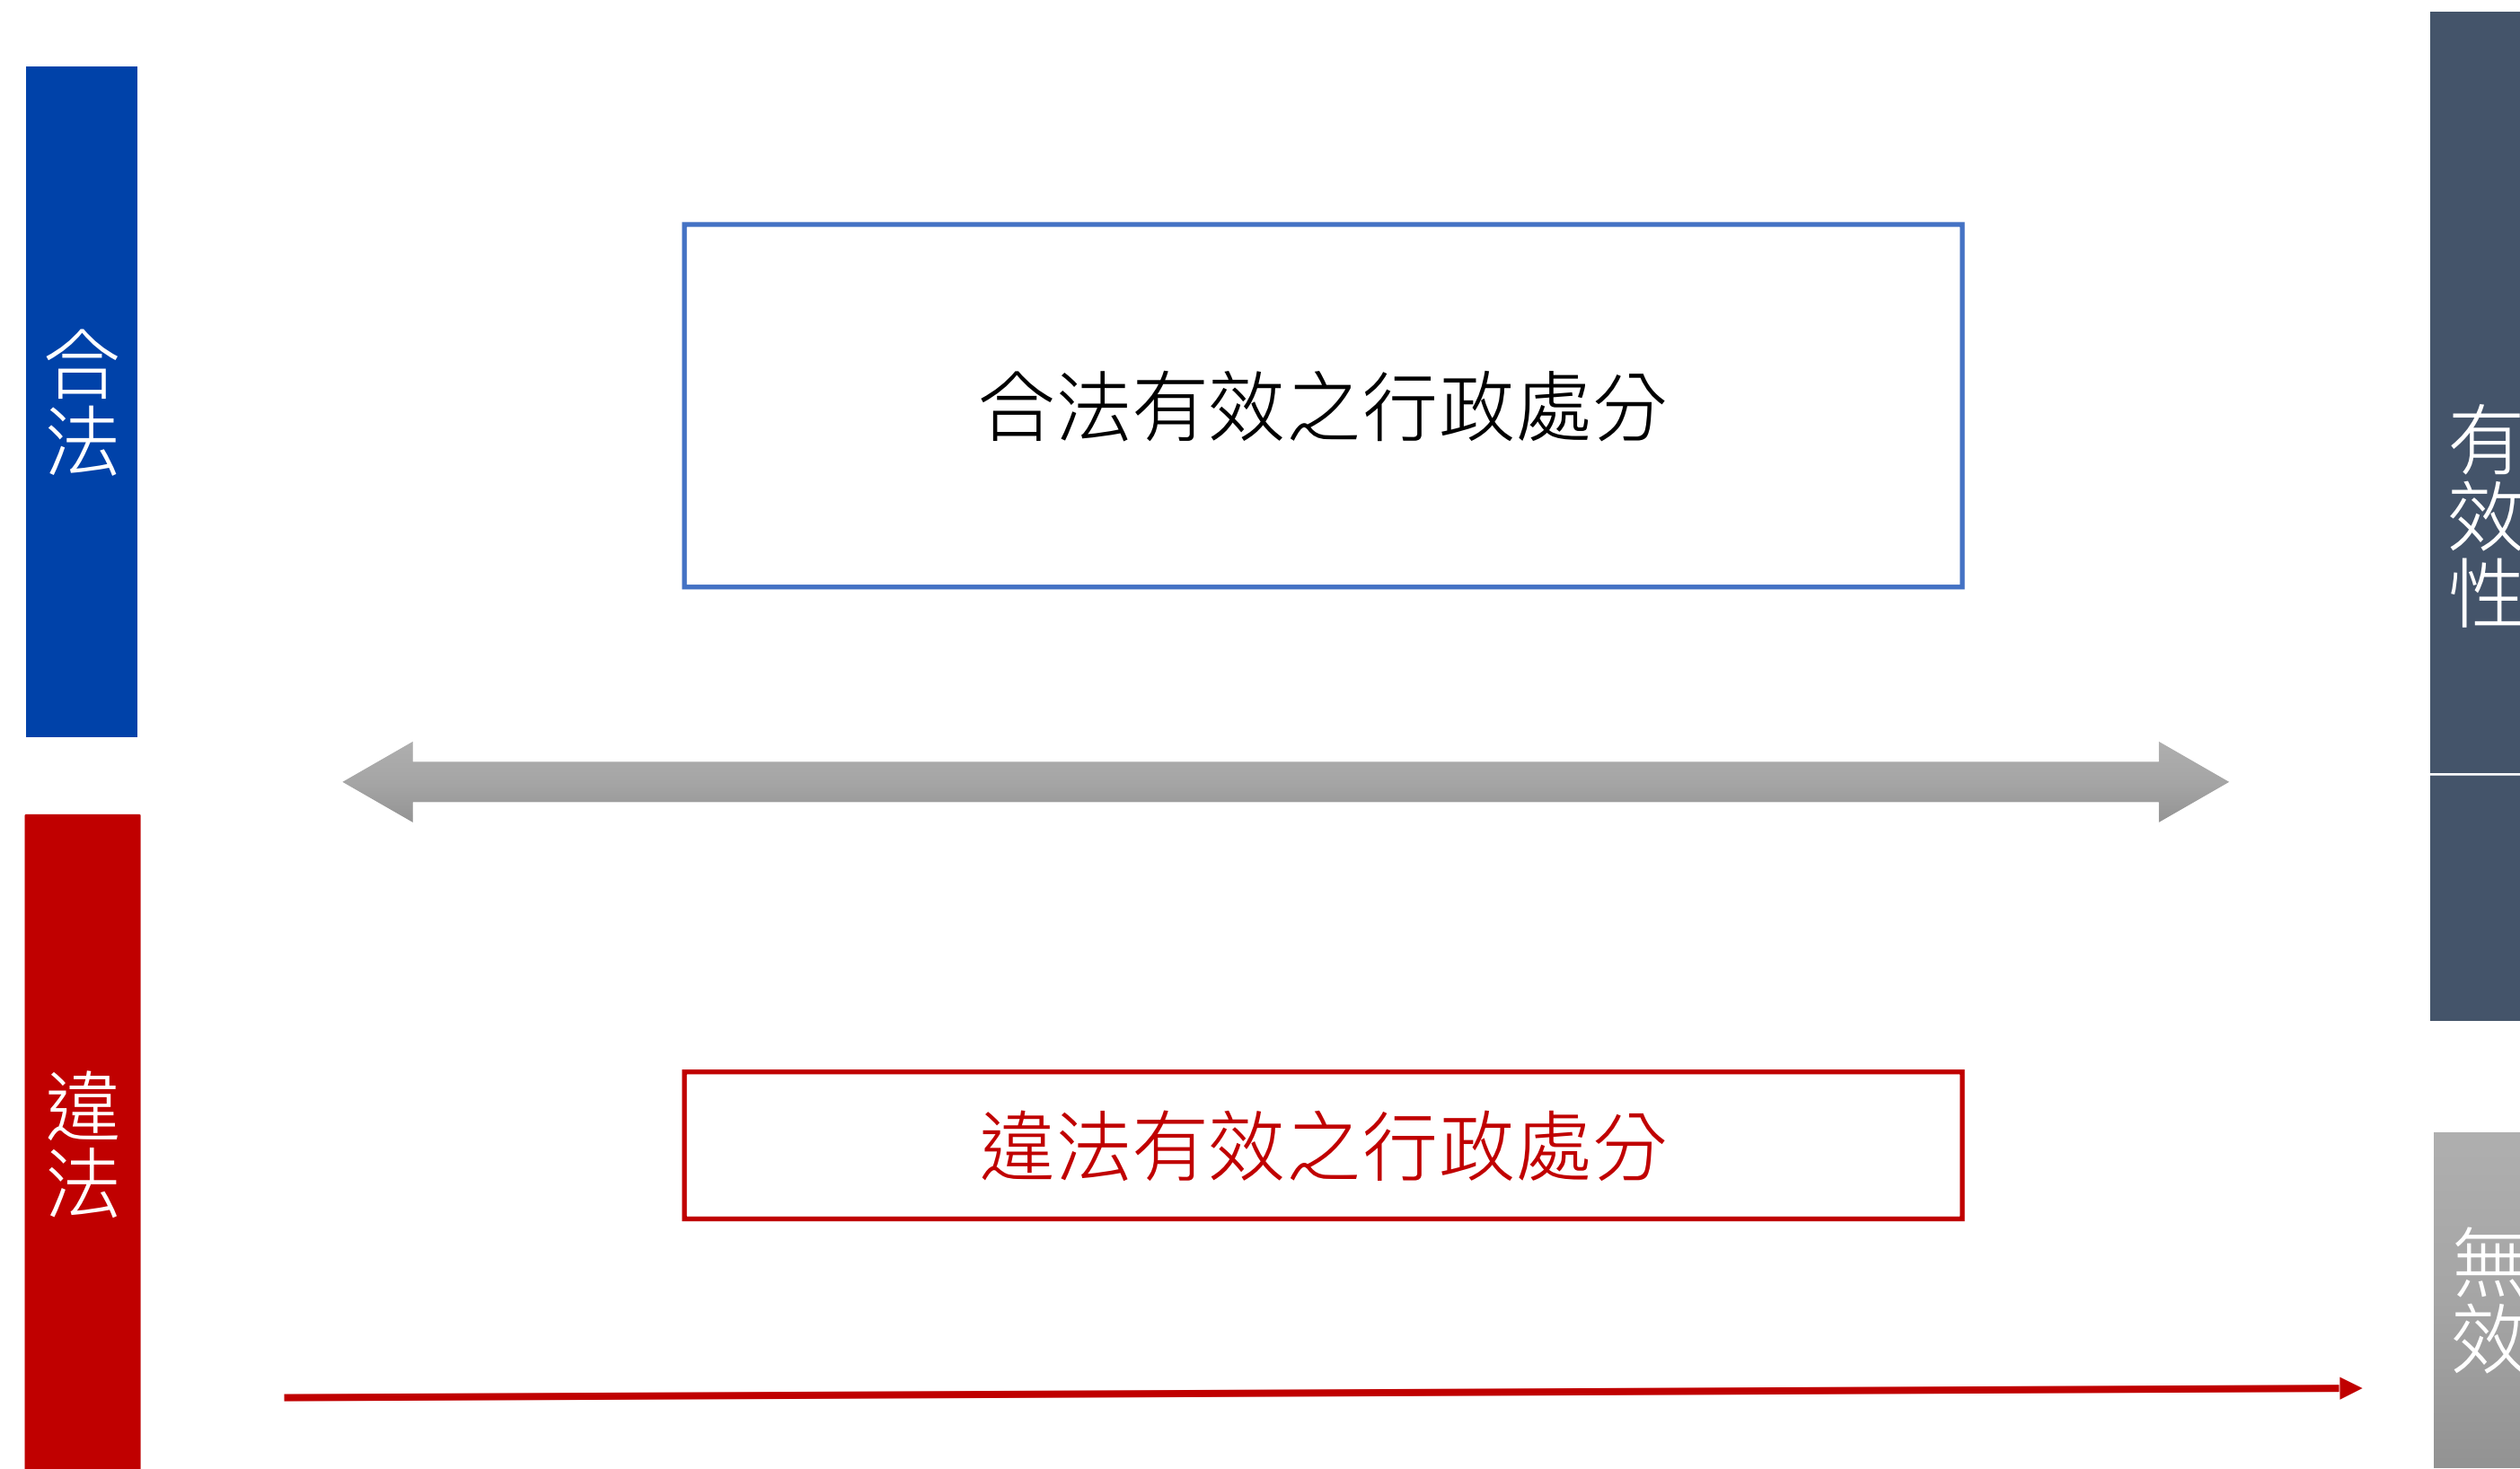 合法
合法有效之行政處分
有效性
違法
違法有效之行政處分
無效